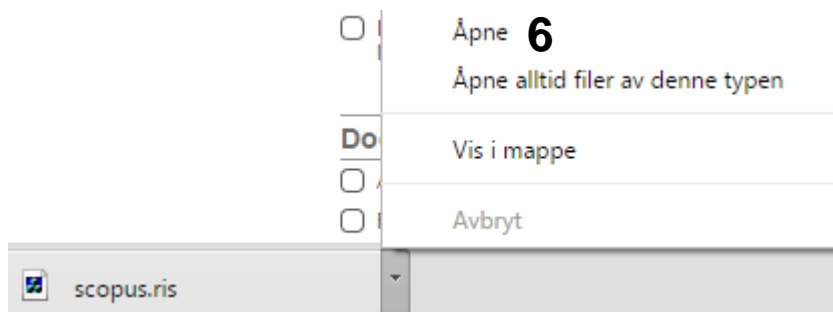 Åpne 6
Åpne alltid filer av denne typen
Do
Vis i mappe
Avbryt
scopus.ris